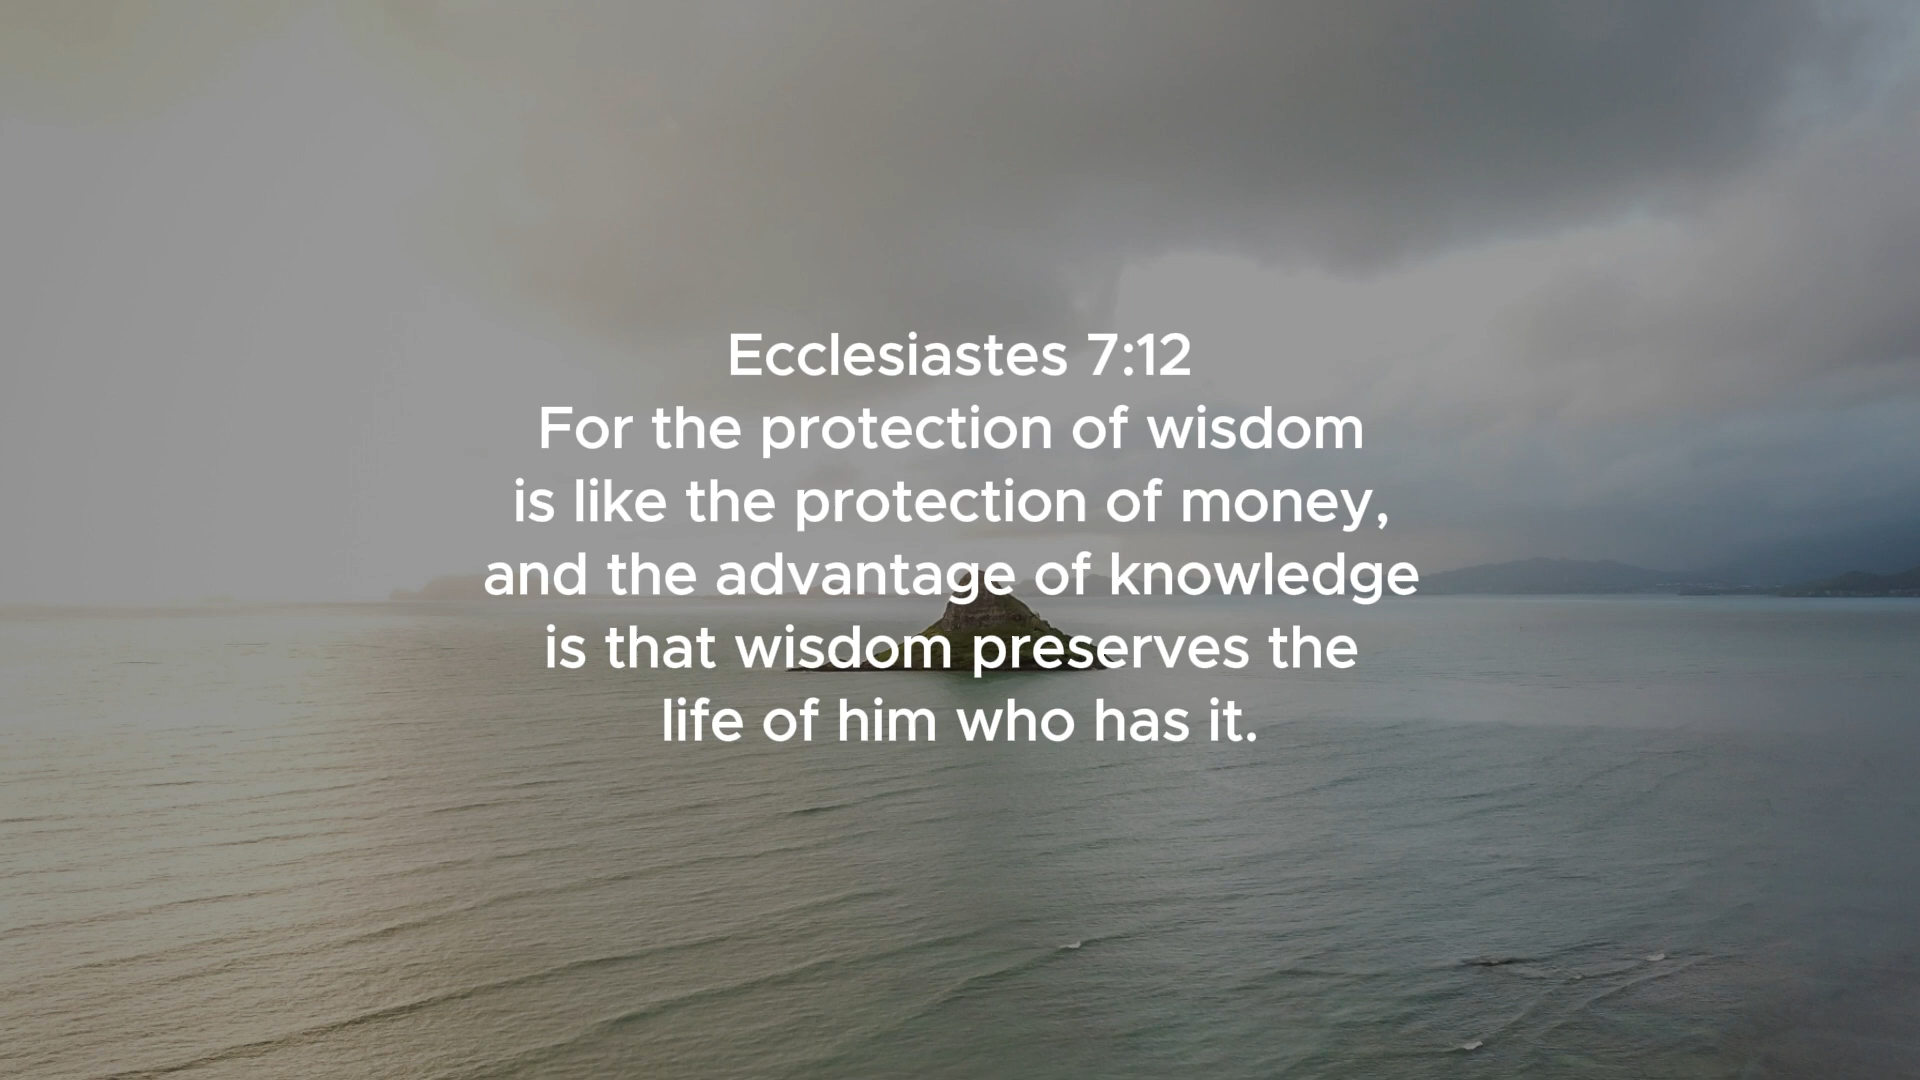 Ecclesiastes 7:12
For the protection of wisdom
is like the protection of money,
and the advantage of knowledge
is that wisdom preserves the
life of him who has it.